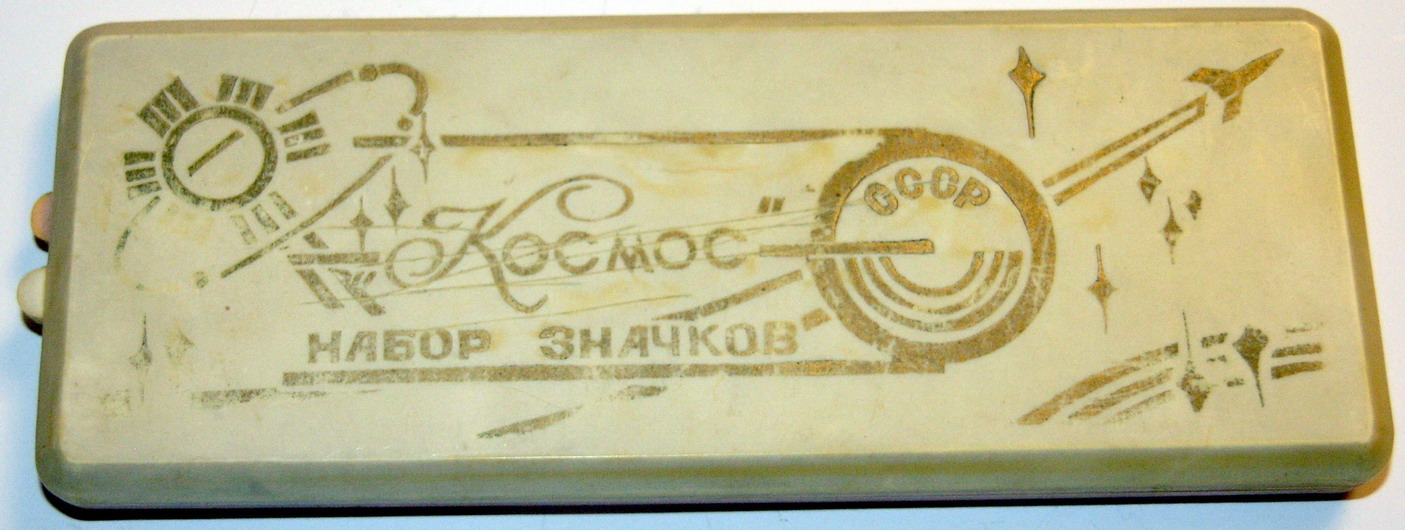 СССР
„Космос"
НАБОР ЗНАЧКОВ